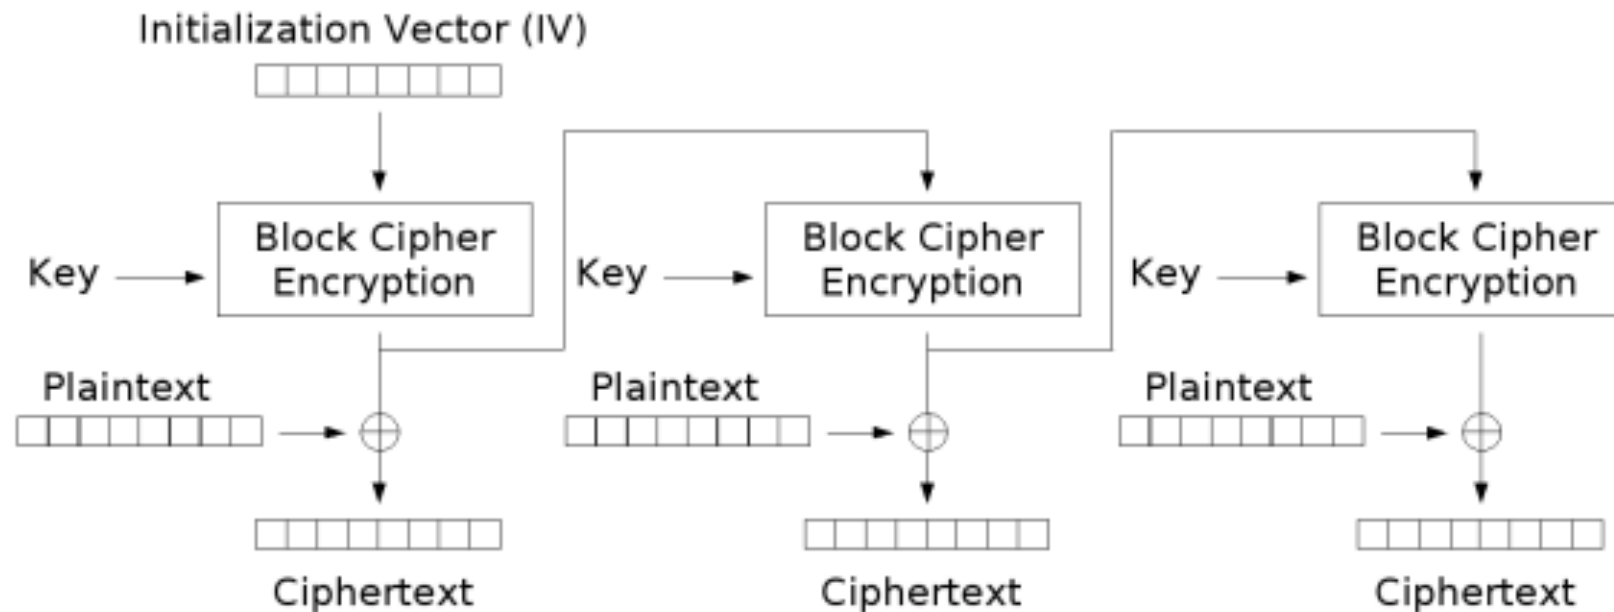 Initialization Vector (IV)
Block Cipher
Encryption
Block Cipher
Encryption
Block Cipher
Encryption
Key
Key
Key
Plaintext
Plaintext
Plaintext
Ciphertext
Ciphertext
Ciphertext